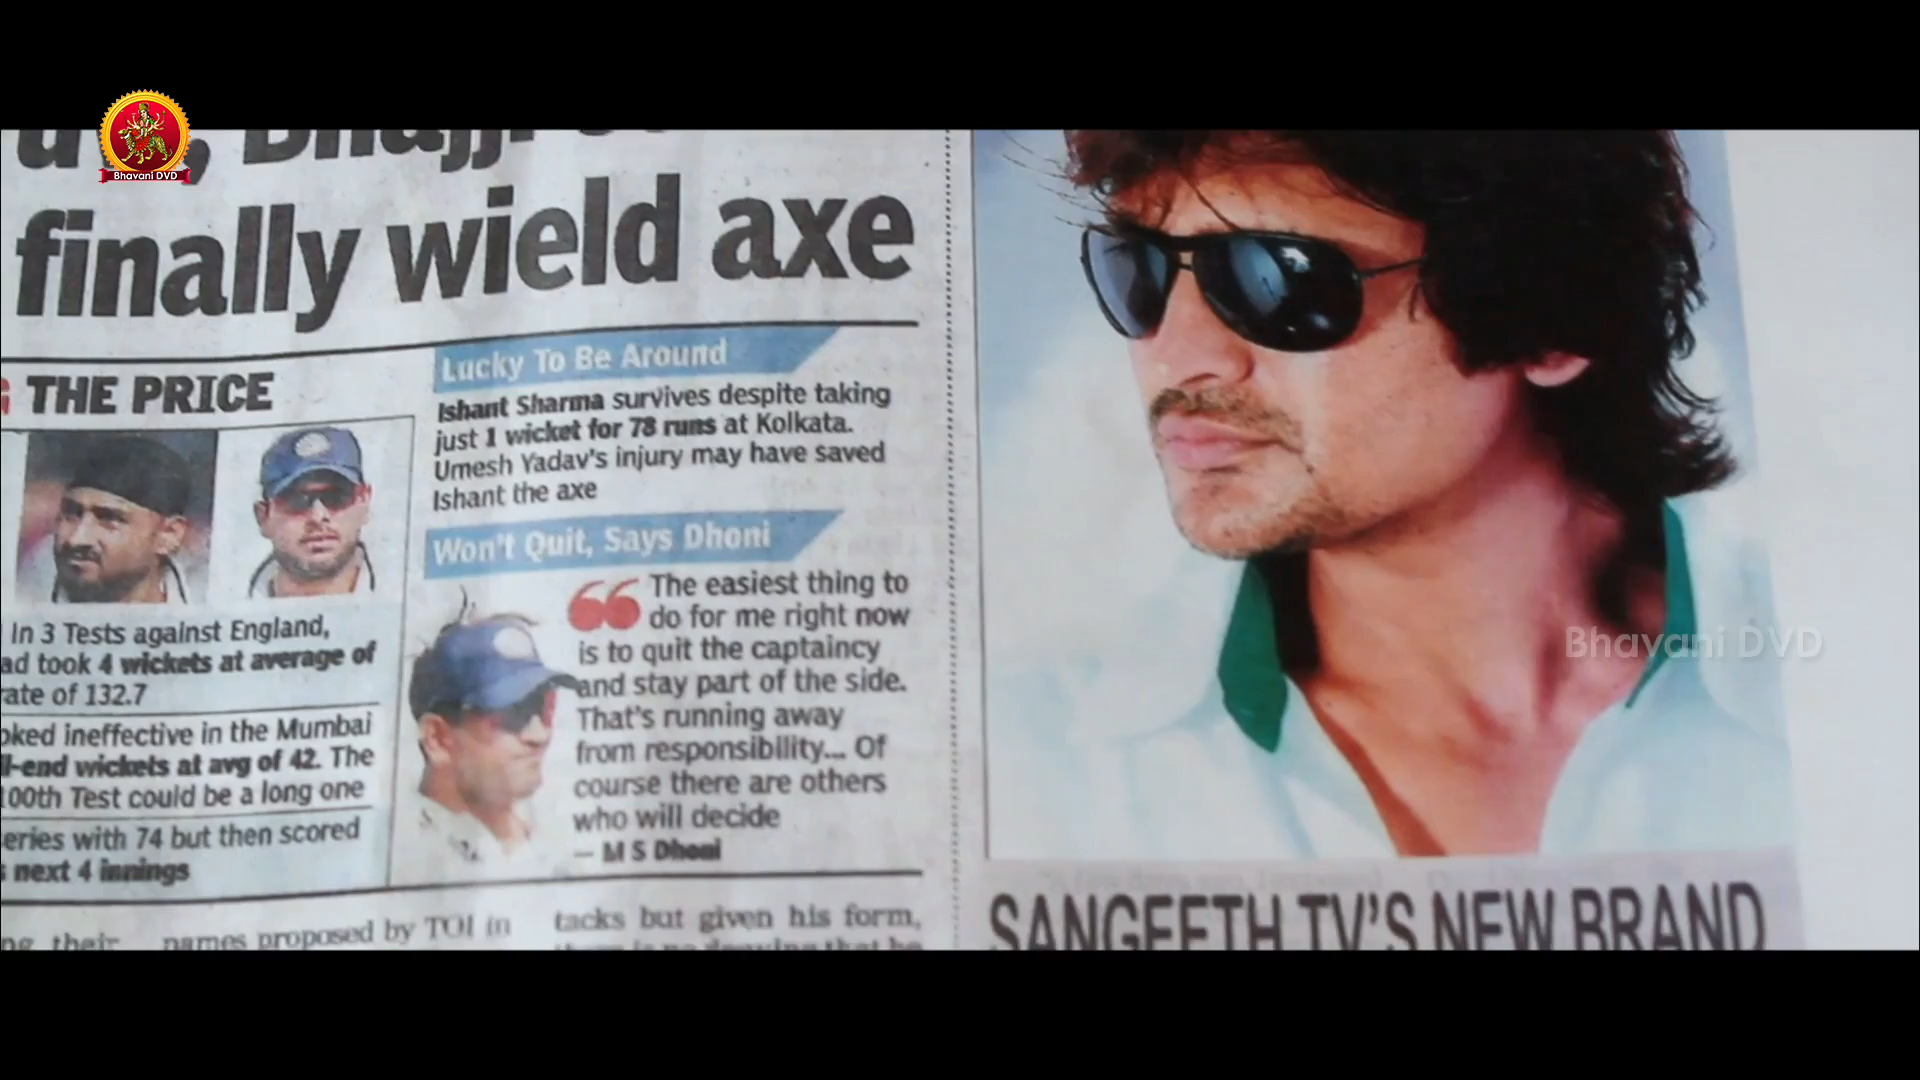 Bhavani DVD
finally wield axe
THE PRICE
In 3 Tests against England,
ad took 4 wickets at average of
rate of 132.7
oked ineffective in the Mumbai
l-end wickets at avg of 42. The
100th Test could be a long one
eries with 74 but then scored
next 4 innings
Lucky To Be Around
Ishant Sharma survives despite taking
just 1 wicket for 78 runs at Kolkata.
Umesh Yadav's injury may have saved
Ishant the axe
Won't Quit, Says Dhoni
“The easiest thing to
do for me right now
is to quit the captaincy
and stay part of the side.
That's running away
from responsibility... Of
course there are others
who will decide
— M S Dhoni
names proposed by TOI in
tacks but given his form,
SANGEETH TV'S NEW BRAND
Bhavani DVD